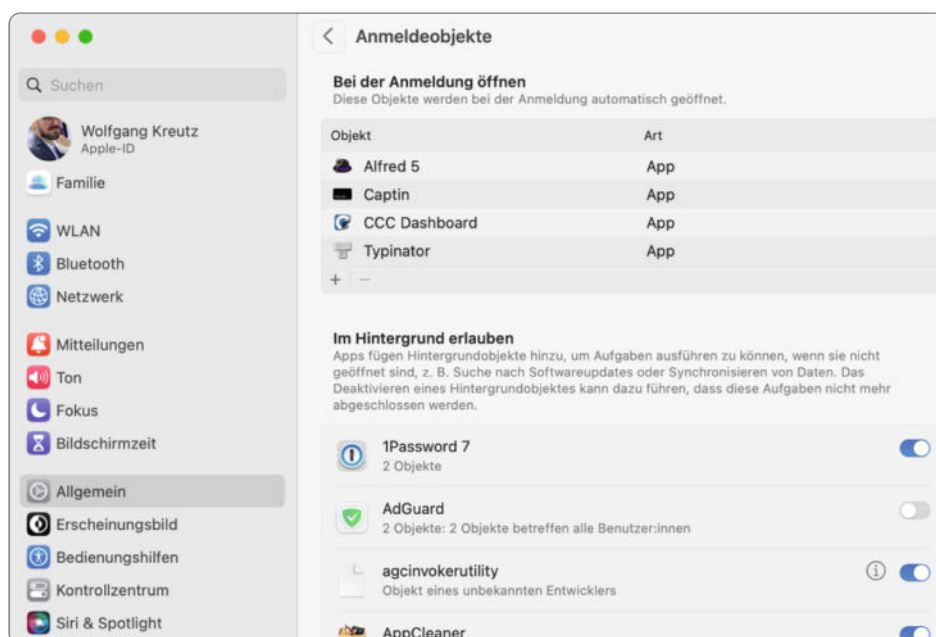 Anmeldeobjekte
Suchen
Wolfgang Kreutz
Apple-ID
Familie
WLAN
Bluetooth
Netzwerk
Mitteilungen
Ton
Fokus
Bildschirmzeit
Allgemein
Erscheinungsbild
Bedienungshilfen
Kontrollzentrum
Siri & Spotlight
Bei der Anmeldung öffnen
Diese Objekte werden bei der Anmeldung automatisch geöffnet.
Objekt Art
Alfred 5 App
Captin App
CCC Dashboard App
Typinator App
+ −
Im Hintergrund erlauben
Apps fügen Hintergrundobjekte hinzu, um Aufgaben ausführen zu können, wenn sie nicht
geöffnet sind, z. B. Suche nach Softwareupdates oder Synchronisieren von Daten. Das
Deaktivieren eines Hintergrundobjektes kann dazu führen, dass diese Aufgaben nicht mehr
abgeschlossen werden.
1Password 7
2 Objekte
AdGuard
2 Objekte: 2 Objekte betreffen alle Benutzer:innen
agcinvokerutility
Objekt eines unbekannten Entwicklers
AppCleaner